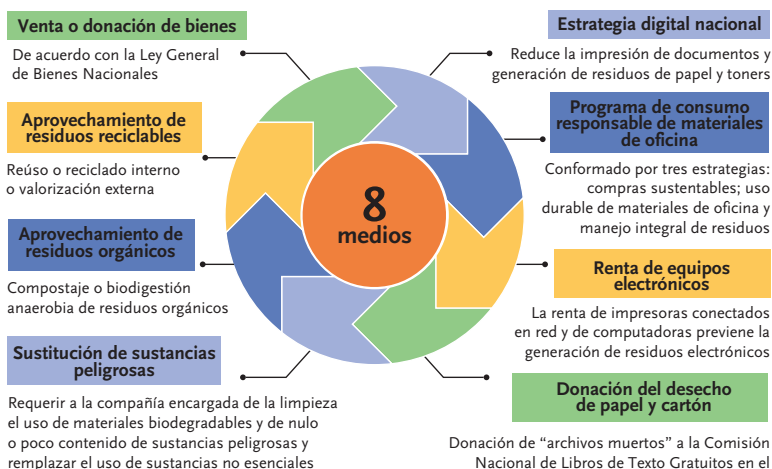 Venta o donación de bienes
De acuerdo con la Ley General
de Bienes Nacionales
Aprovechamiento de
residuos reciclables
Reúso o reciclado interno
o valorización externa
Aprovechamiento de
residuos orgánicos
Compostaje o biodigestión
anaerobia de residuos orgánicos
Sustitución de sustancias
peligrosas
Requerir a la compañía encargada de la limpieza
el uso de materiales biodegradables y de nulo
o poco contenido de sustancias peligrosas y
remplazar el uso de sustancias no esenciales
8
medios
Estrategia digital nacional
Reduce la impresión de documentos y
generación de residuos de papel y toners
Programa de consumo
responsable de materiales
de oficina
Conformado por tres estrategias:
compras sustentables; uso
durable de materiales de oficina y
manejo integral de residuos
Renta de equipos
electrónicos
La renta de impresoras conectados
en red y de computadoras previene la
generación de residuos electrónicos
Donación del desecho
de papel y cartón
Donación de “archivos muertos” a la Comisión
Nacional de Libros de Texto Gratuitos en el